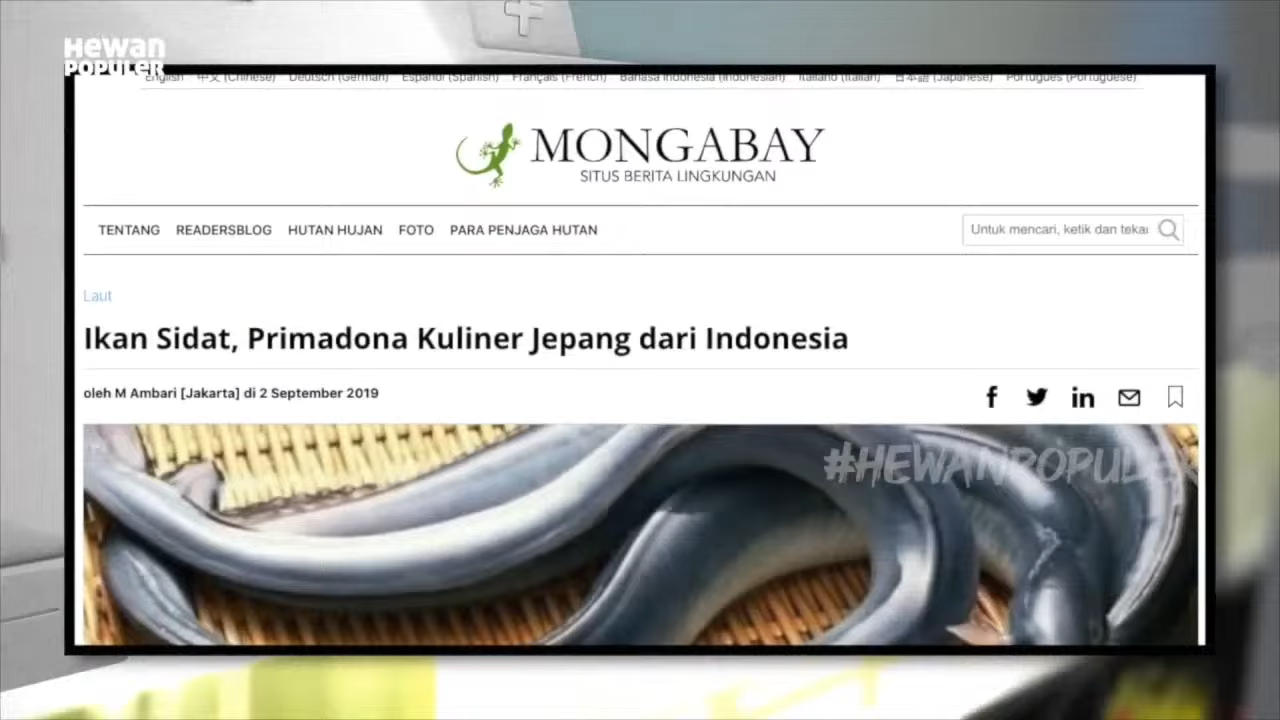 HEWAN
POPULER
English 中文 (Chinese) Deutsch (German) Español (Spanish) Français (French) Bahasa Indonesia (Indonesian) Italiano (Italian) 日本語 (Japanese) Português (Portuguese)
MONGABAY
SITUS BERITA LINGKUNGAN
TENTANG READERSBLOG HUTAN HUJAN FOTO PARA PENJAGA HUTAN
Untuk mencari, ketik dan teka
Laut
Ikan Sidat, Primadona Kuliner Jepang dari Indonesia
oleh M Ambari [Jakarta] di 2 September 2019
#HEWANPOPULER